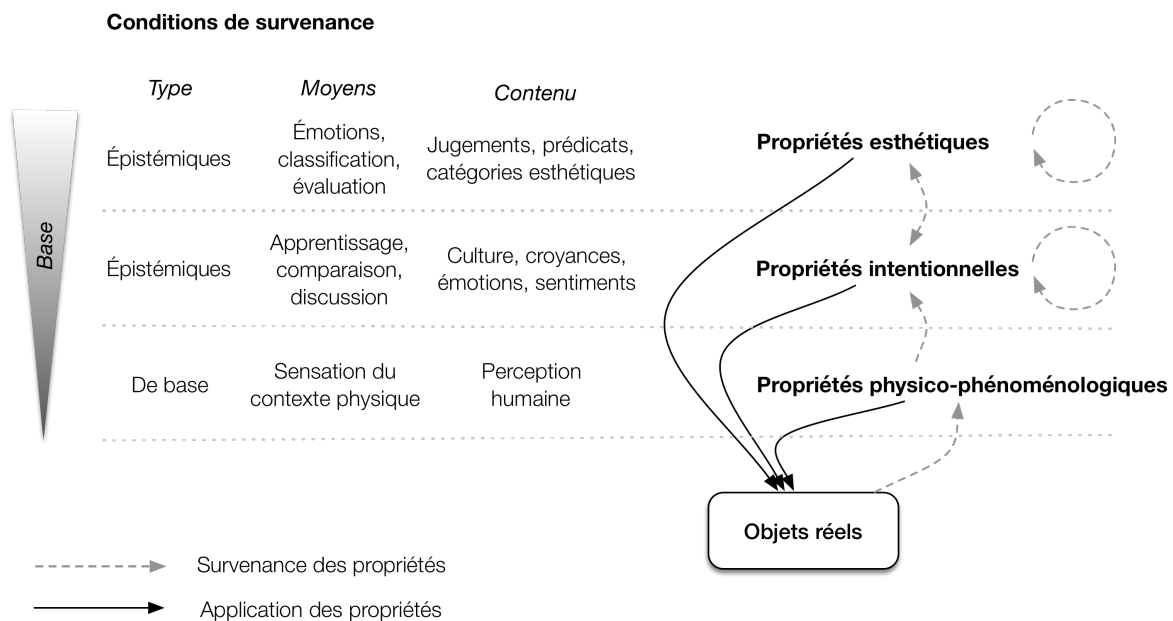 Conditions de survenance
Type
Moyens
Contenu
Base
Épistémiques
Émotions,
classification,
évaluation
Jugements, prédicats,
catégories esthétiques
Propriétés esthétiques
Épistémiques
Apprentissage,
comparaison,
discussion
Culture, croyances,
émotions, sentiments
Propriétés intentionnelles
De base
Sensation du
contexte physique
Perception
humaine
Propriétés physico-phénoménologiques
Objets réels
Survenance des propriétés
Application des propriétés